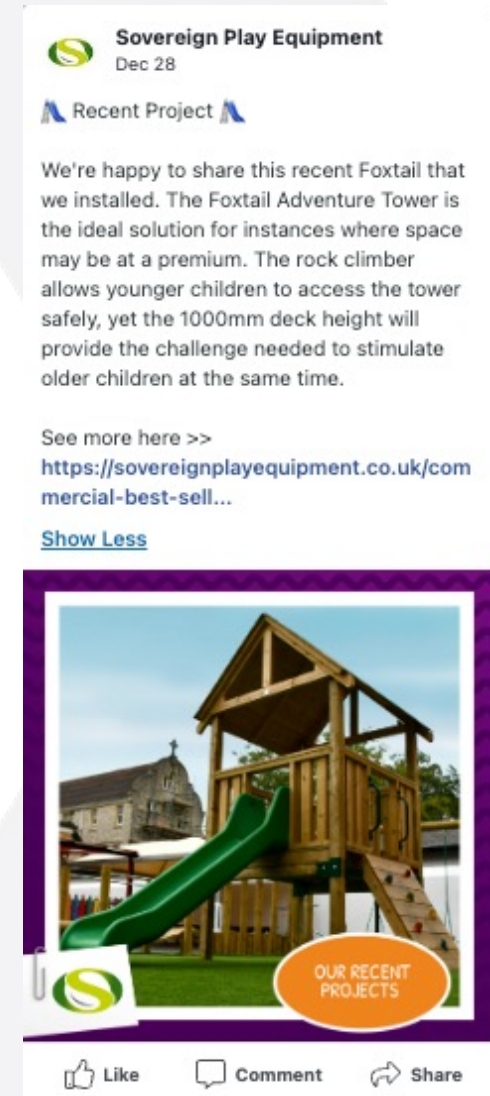 Sovereign Play Equipment
Dec 28
Recent Project
We're happy to share this recent Foxtail that
we installed. The Foxtail Adventure Tower is
the ideal solution for instances where space
may be at a premium. The rock climber
allows younger children to access the tower
safely, yet the 1000mm deck height will
provide the challenge needed to stimulate
older children at the same time.
See more here >>
https://sovereignplayequipment.co.uk/com
mercial-best-sell...
Show Less
OUR RECENT
PROJECTS
Like
Comment
Share